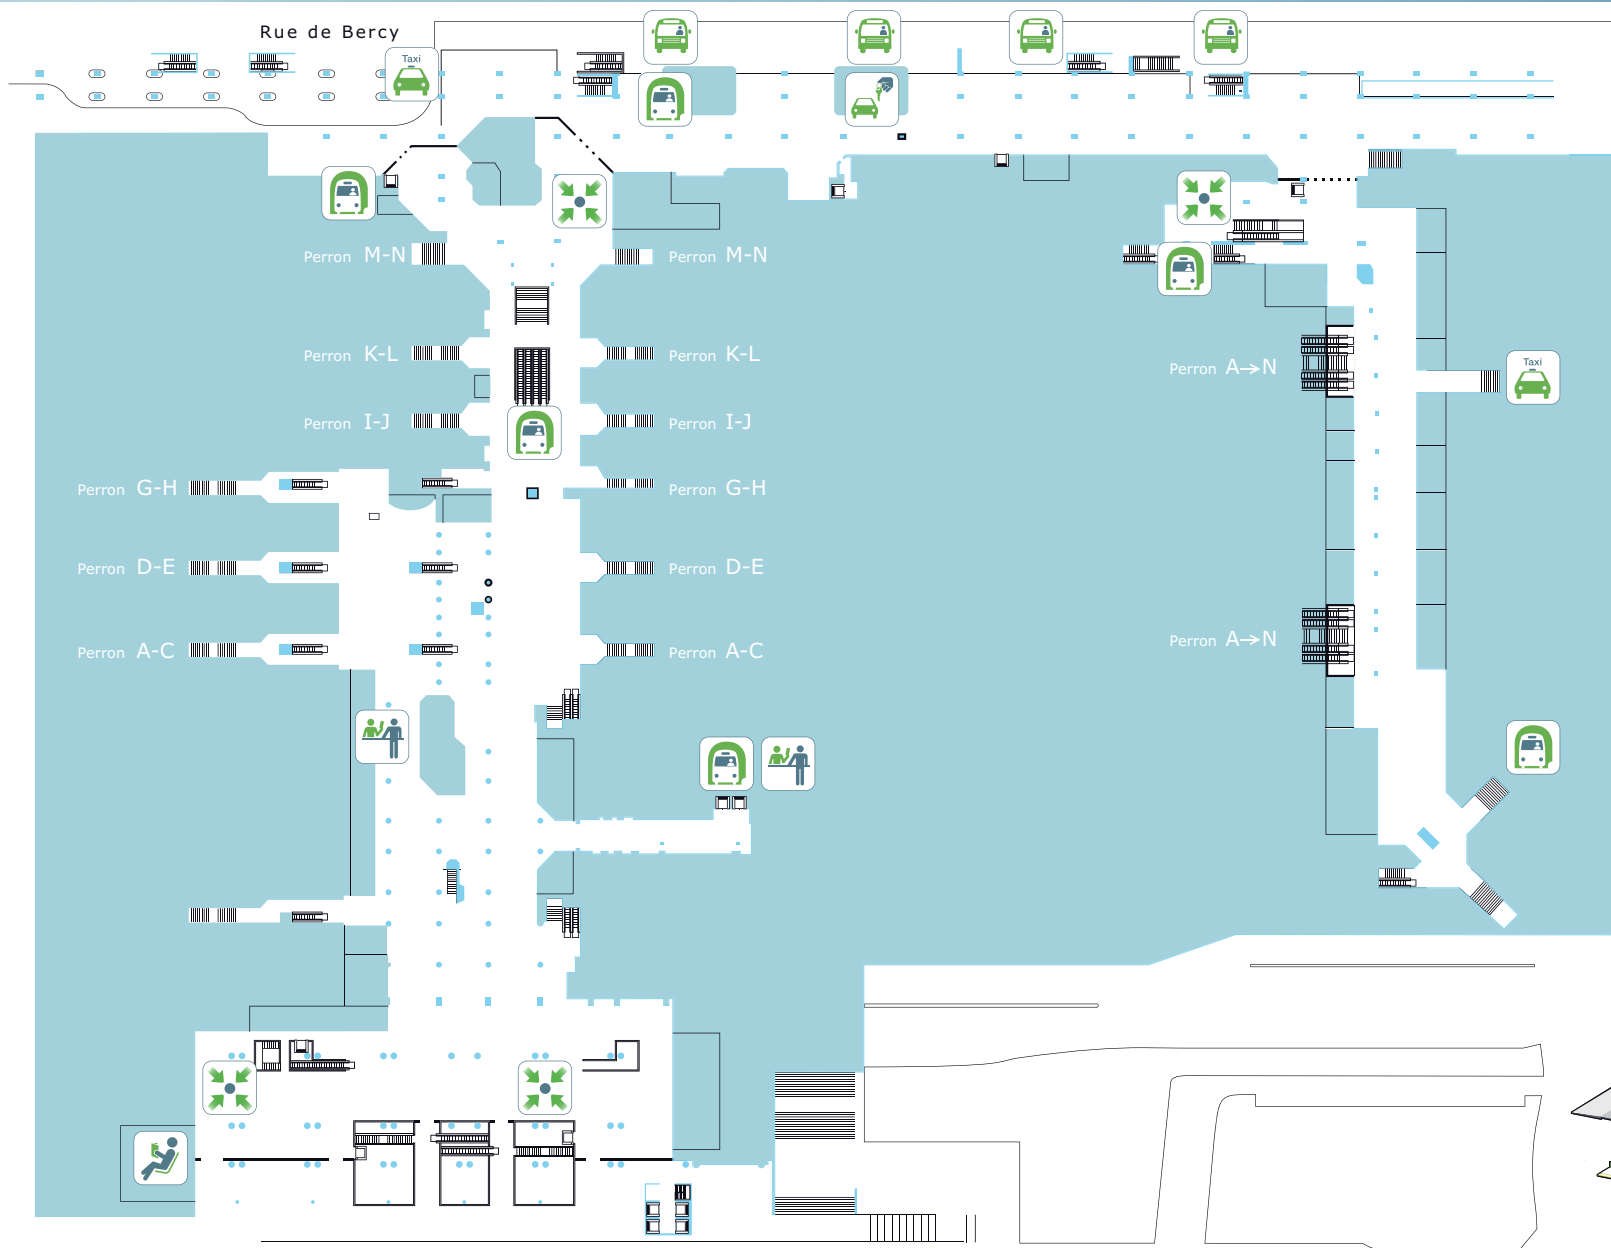 Rue de Bercy
Taxi
Perron M-N
Perron M-N
Perron K-L
Perron K-L
Perron A→N
Taxi
Perron I-J
Perron I-J
Perron G-H
Perron G-H
Perron D-E
Perron D-E
Perron A-C
Perron A-C
Perron A→N